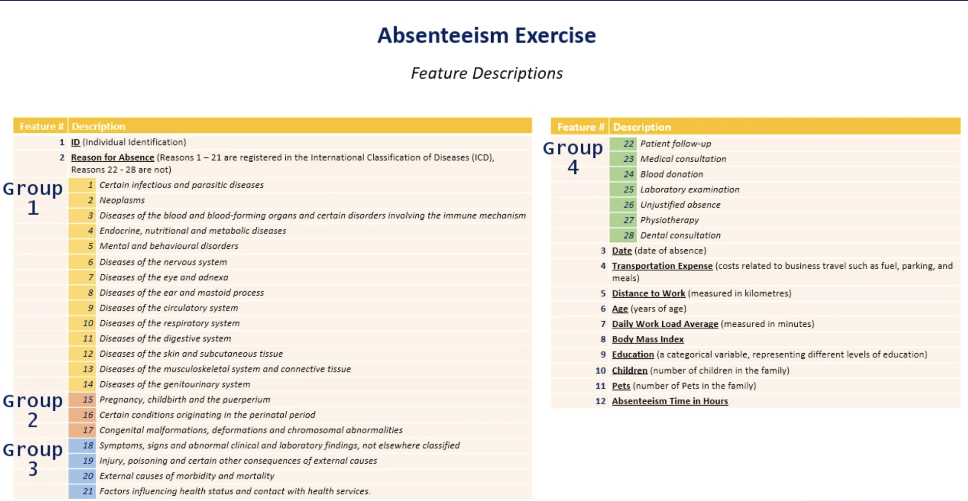 Absenteeism Exercise
Feature Descriptions
Feature # Description
1 ID (Individual Identification)
2 Reason for Absence (Reasons 1 – 21 are registered in the International Classification of Diseases (ICD),
Reasons 22 - 28 are not)
Group
1
1 Certain infectious and parasitic diseases
2 Neoplasms
3 Diseases of the blood and blood-forming organs and certain disorders involving the immune mechanism
4 Endocrine, nutritional and metabolic diseases
5 Mental and behavioural disorders
6 Diseases of the nervous system
7 Diseases of the eye and adnexa
8 Diseases of the ear and mastoid process
9 Diseases of the circulatory system
10 Diseases of the respiratory system
11 Diseases of the digestive system
12 Diseases of the skin and subcutaneous tissue
13 Diseases of the musculoskeletal system and connective tissue
14 Diseases of the genitourinary system
Group
2
15 Pregnancy, childbirth and the puerperium
16 Certain conditions originating in the perinatal period
17 Congenital malformations, deformations and chromosomal abnormalities
Group
3
18 Symptoms, signs and abnormal clinical and laboratory findings, not elsewhere classified
19 Injury, poisoning and certain other consequences of external causes
20 External causes of morbidity and mortality
21 Factors influencing health status and contact with health services.
Feature # Description
Group
4
22 Patient follow-up
23 Medical consultation
24 Blood donation
25 Laboratory examination
26 Unjustified absence
27 Physiotherapy
28 Dental consultation
3 Date (date of absence)
4 Transportation Expense (costs related to business travel such as fuel, parking, and
meals)
5 Distance to Work (measured in kilometres)
6 Age (years of age)
7 Daily Work Load Average (measured in minutes)
8 Body Mass Index
9 Education (a categorical variable, representing different levels of education)
10 Children (number of children in the family)
11 Pets (number of Pets in the family)
12 Absenteeism Time in Hours